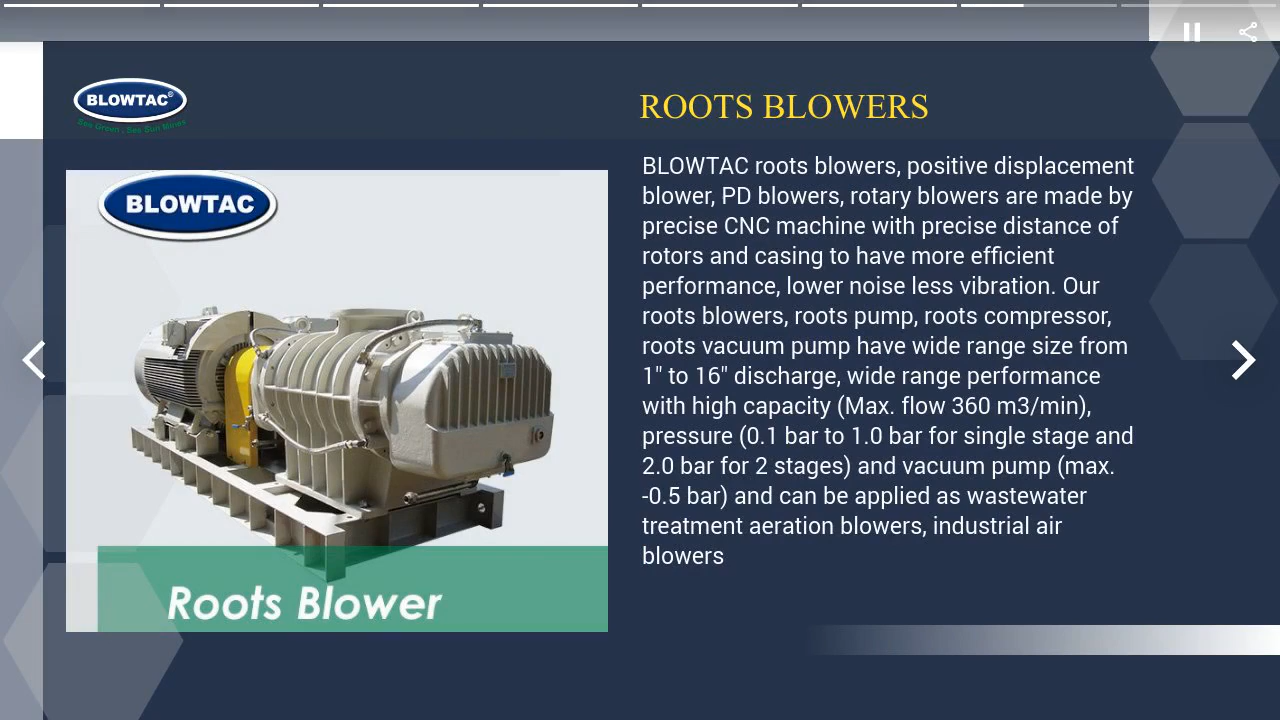 BLOWTAC®
See Green , See Sun Shines
ROOTS BLOWERS
BLOWTAC roots blowers, positive displacement
blower, PD blowers, rotary blowers are made by
precise CNC machine with precise distance of
rotors and casing to have more efficient
performance, lower noise less vibration. Our
roots blowers, roots pump, roots compressor,
roots vacuum pump have wide range size from
1" to 16" discharge, wide range performance
with high capacity (Max. flow 360 m3/min),
pressure (0.1 bar to 1.0 bar for single stage and
2.0 bar for 2 stages) and vacuum pump (max.
-0.5 bar) and can be applied as wastewater
treatment aeration blowers, industrial air
blowers
BLOWTAC
Roots Blower